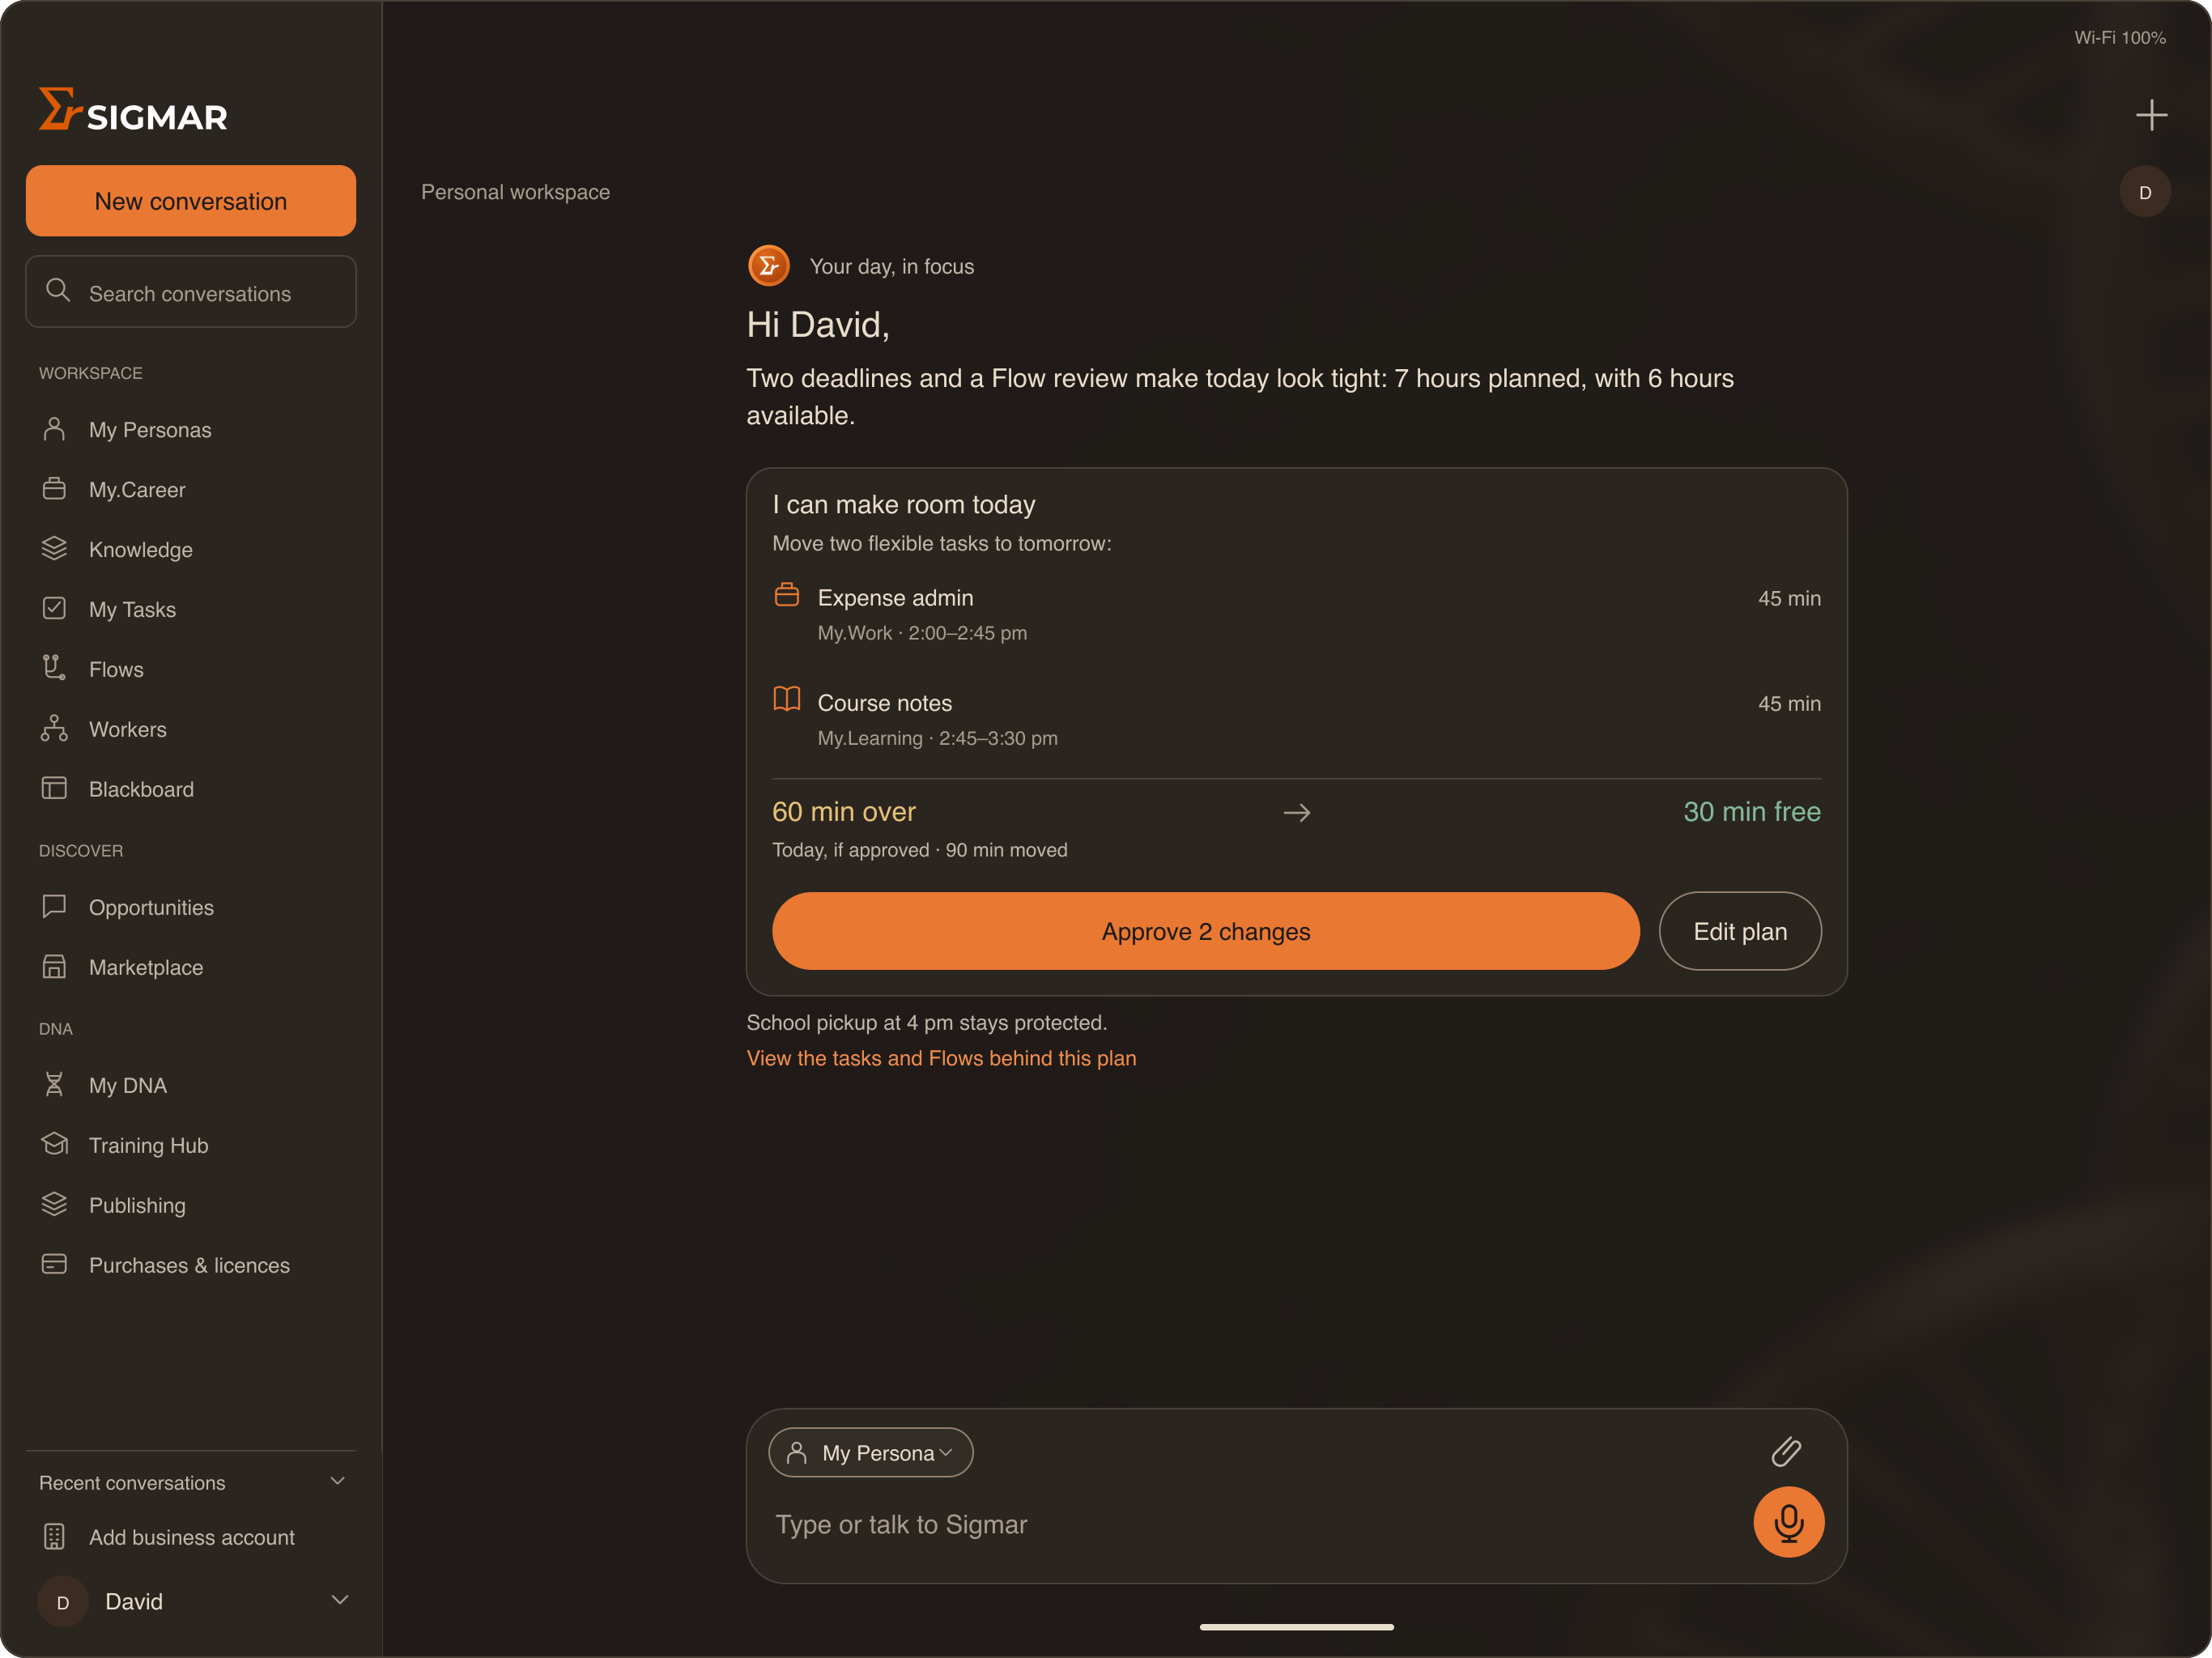 Wi-Fi 100%
Σr SIGMAR
New conversation
Search conversations
WORKSPACE
My Personas
My.Career
Knowledge
My Tasks
Flows
Workers
Blackboard
DISCOVER
Opportunities
Marketplace
DNA
My DNA
Training Hub
Publishing
Purchases & licences
Recent conversations
Add business account
D
David
Personal workspace
D
Σr
Your day, in focus
Hi David,
Two deadlines and a Flow review make today look tight: 7 hours planned, with 6 hours
available.
I can make room today
Move two flexible tasks to tomorrow:
Expense admin
45 min
My.Work · 2:00–2:45 pm
Course notes
45 min
My.Learning · 2:45–3:30 pm
60 min over
→
30 min free
Today, if approved · 90 min moved
Approve 2 changes
Edit plan
School pickup at 4 pm stays protected.
View the tasks and Flows behind this plan
My Persona
Type or talk to Sigmar